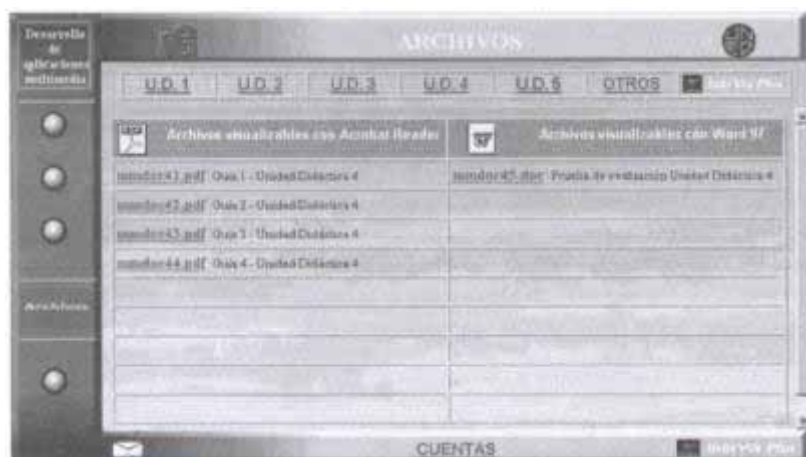 Desarrollo
de
aplicaciones
multimedia
ARCHIVOS
U.D. 1 U.D. 2 U.D. 3 U.D. 4 U.D. 5 OTROS
Archivos visualizables con Acrobat Reader
Archivos visualizables con Word 97
Guía 1 - Unidad Didáctica 4
Prueba de evaluación Unidad Didáctica 4
Guía 2 - Unidad Didáctica 4
Guía 3 - Unidad Didáctica 4
Guía 4 - Unidad Didáctica 4
Archivos
CUENTAS